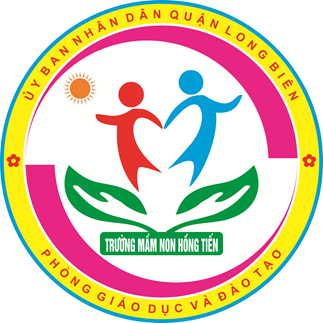 ỦY BAN NHÂN DÂN QUẬN LONG BIÊN
TRƯỜNG MẦM NON HỒNG TIẾN
PHÒNG GIÁO DỤC VÀ ĐÀO TẠO